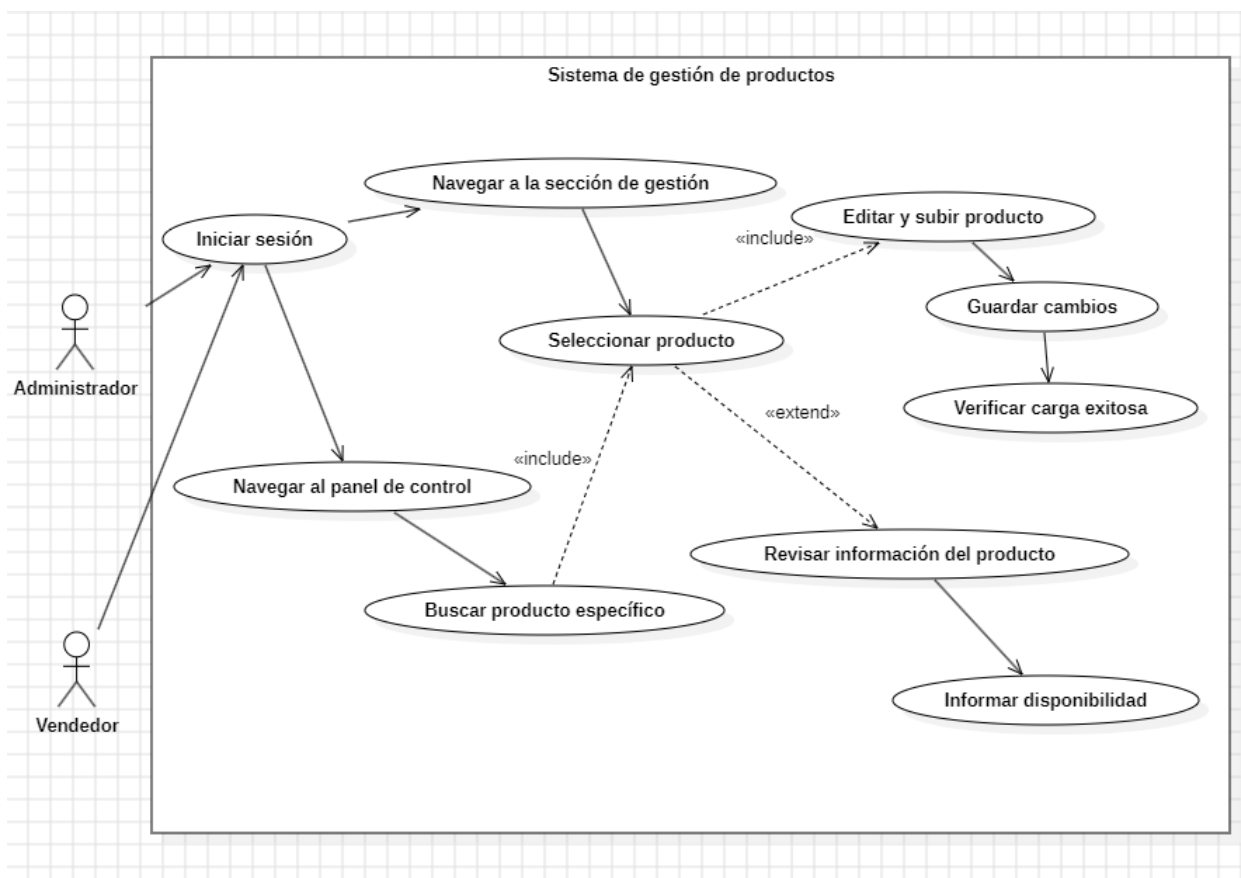 Sistema de gestión de productos
Navegar a la sección de gestión
Editar y subir producto
Iniciar sesión
«include»
Guardar cambios
Seleccionar producto
Administrador
Verificar carga exitosa
«extend»
«include»
Navegar al panel de control
Revisar información del producto
Buscar producto específico
Informar disponibilidad
Vendedor